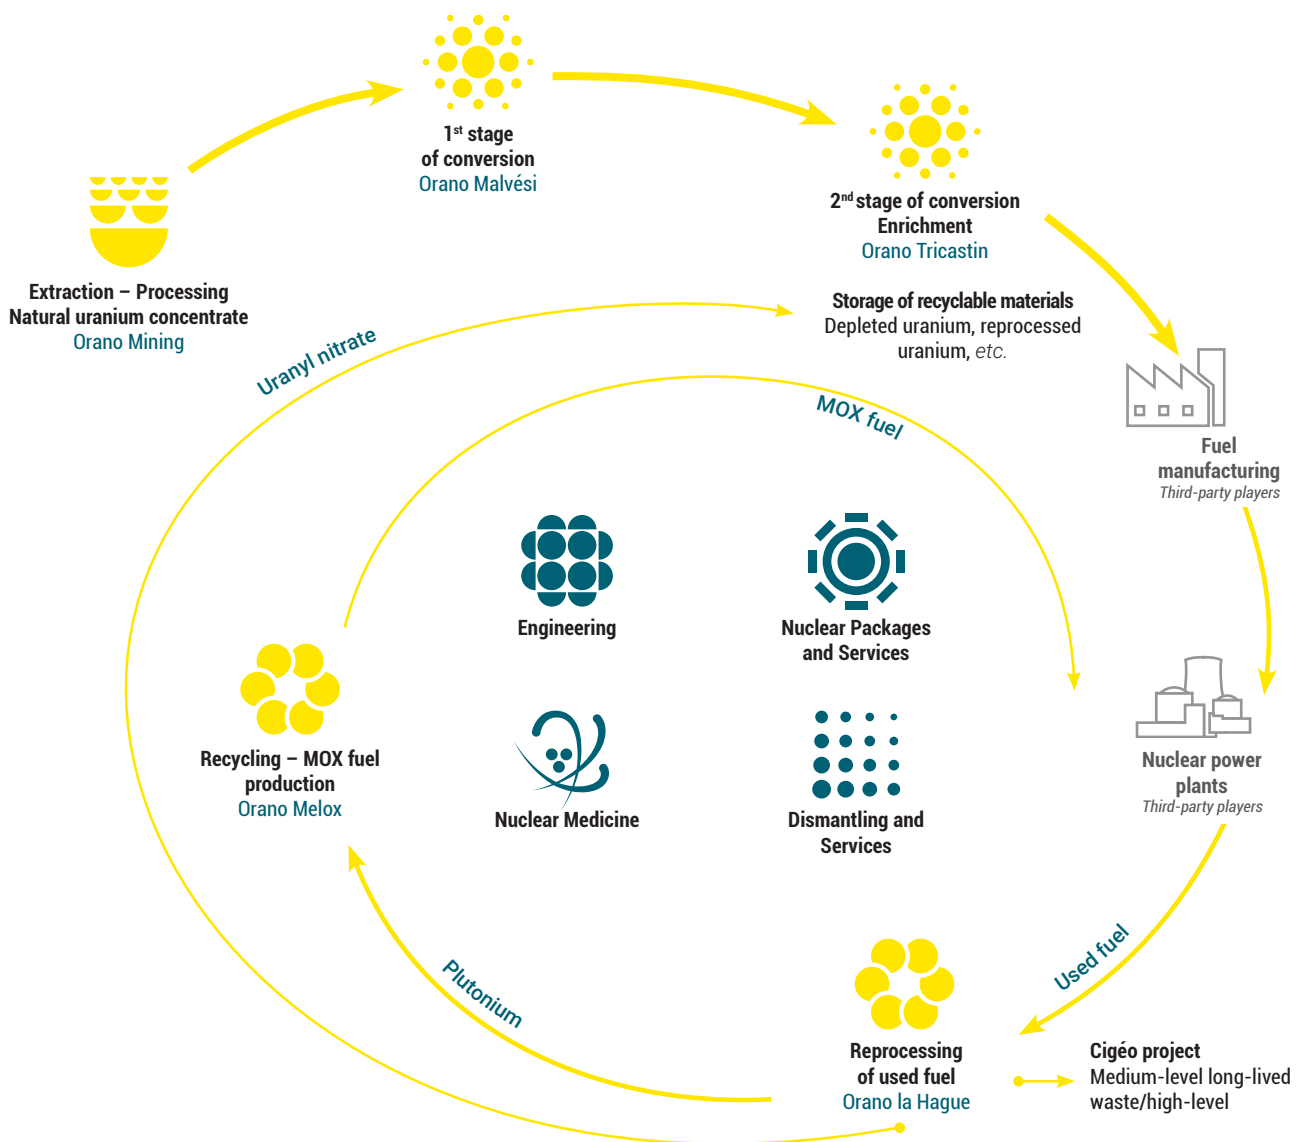 1st stage
of conversion
Orano Malvési
2nd stage of conversion
Enrichment
Orano Tricastin
Extraction – Processing
Natural uranium concentrate
Orano Mining
Storage of recyclable materials
Depleted uranium, reprocessed
uranium, etc.
Uranyl nitrate
MOX fuel
Fuel
manufacturing
Third-party players
Engineering
Nuclear Packages
and Services
Recycling – MOX fuel
production
Orano Melox
Nuclear Medicine
Dismantling and
Services
Nuclear power
plants
Third-party players
Used fuel
Plutonium
Reprocessing
of used fuel
Orano la Hague
Cigéo project
Medium-level long-lived
waste/high-level